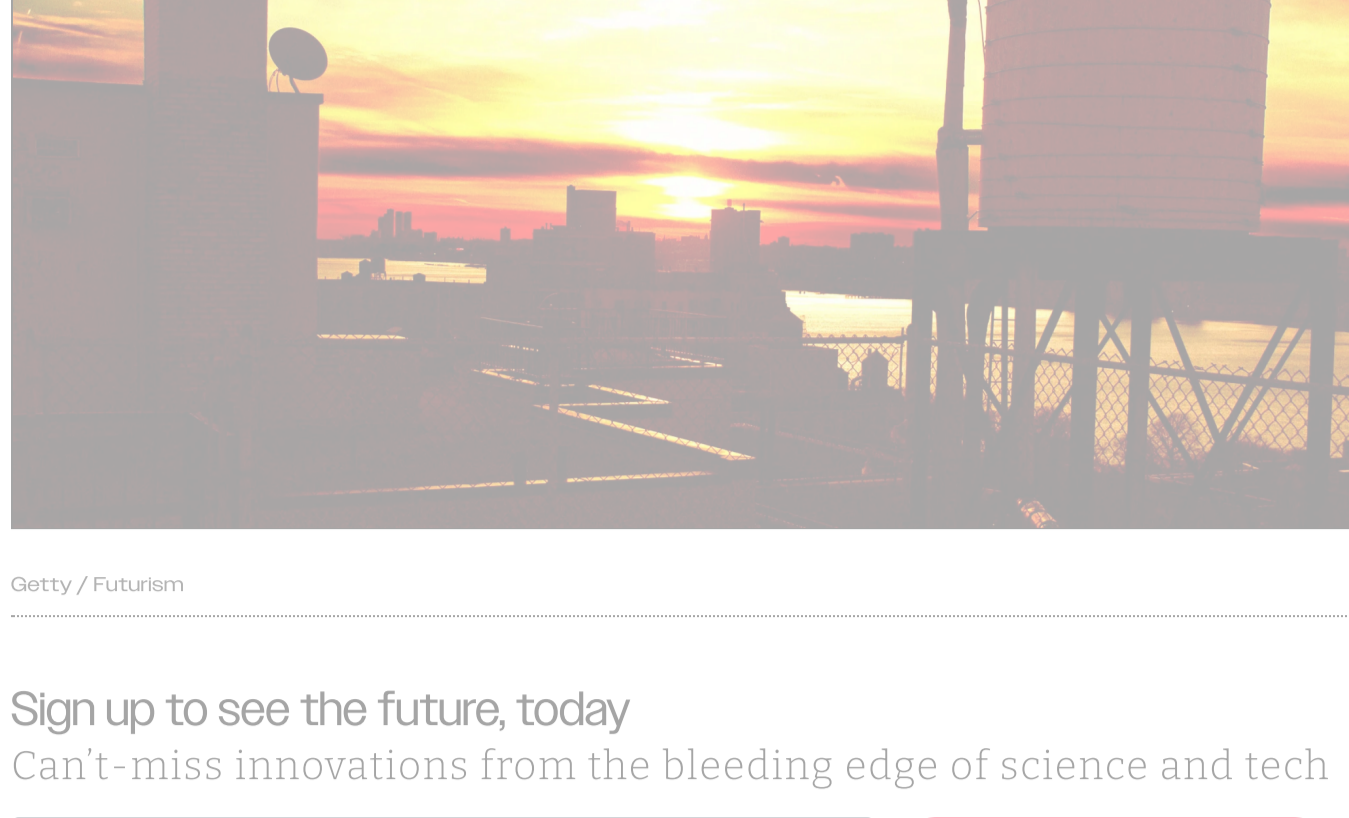 Getty / Futurism
Sign up to see the future, today
Can’t-miss innovations from the bleeding edge of science and tech